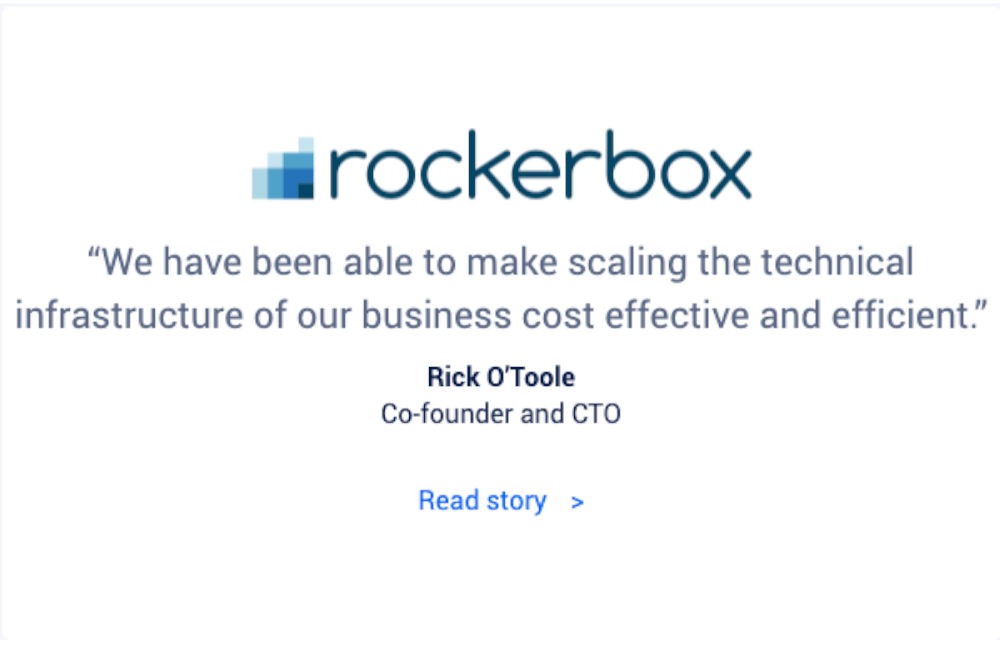 rockerbox
“We have been able to make scaling the technical
infrastructure of our business cost effective and efficient.”
Rick O’Toole
Co-founder and CTO
Read story >